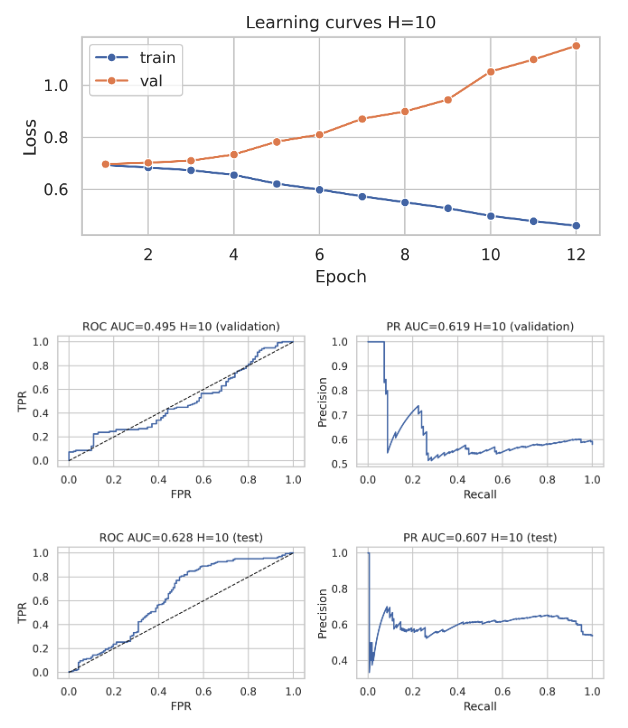 Learning curves H=10
train
val
Loss
1.0
0.8
0.6
2 4 6 8 10 12
Epoch
ROC AUC=0.495 H=10 (validation)
TPR
1.0
0.8
0.6
0.4
0.2
0.0
0.0 0.2 0.4 0.6 0.8 1.0
FPR
PR AUC=0.619 H=10 (validation)
Precision
1.0
0.9
0.8
0.7
0.6
0.5
0.0 0.2 0.4 0.6 0.8 1.0
Recall
ROC AUC=0.628 H=10 (test)
TPR
1.0
0.8
0.6
0.4
0.2
0.0
0.0 0.2 0.4 0.6 0.8 1.0
FPR
PR AUC=0.607 H=10 (test)
Precision
1.0
0.8
0.6
0.4
0.0 0.2 0.4 0.6 0.8 1.0
Recall